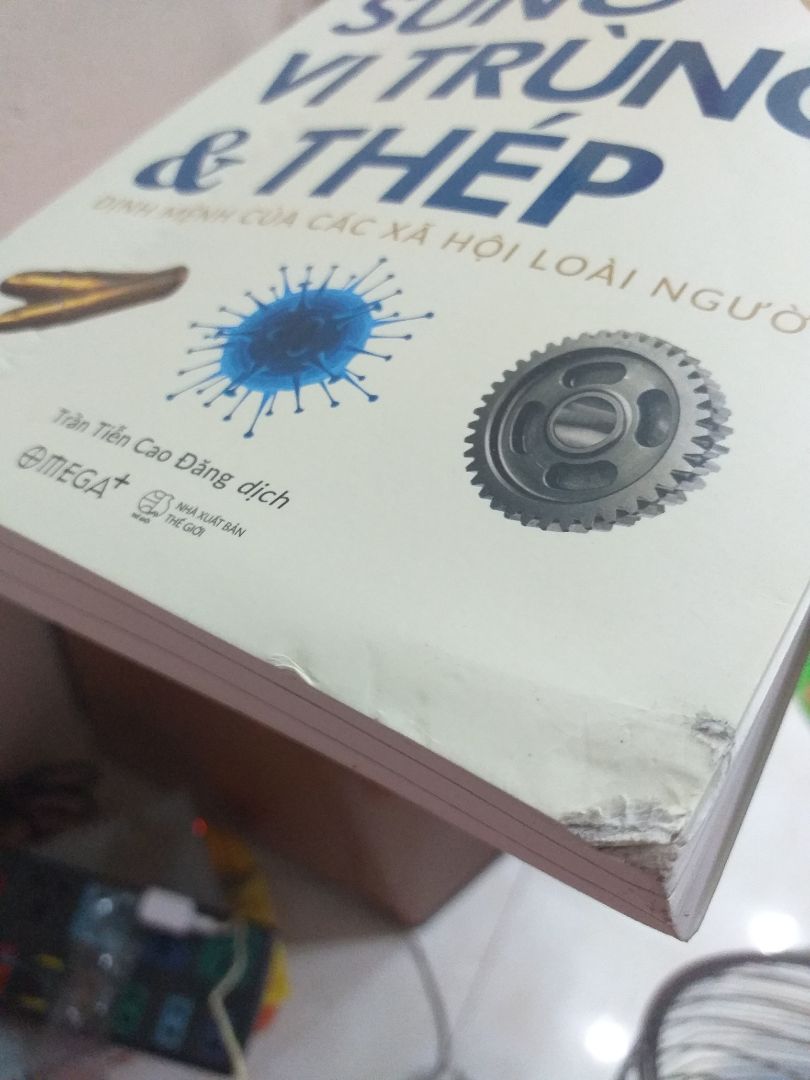 SÚNG
VI TRÙNG
& THÉP
ĐỊNH MỆNH CỦA CÁC XÃ HỘI LOÀI NGƯỜ
Trần Tiễn Cao Đăng dịch
OMEGA+
NHÀ XUẤT BẢN
THẾ GIỚI